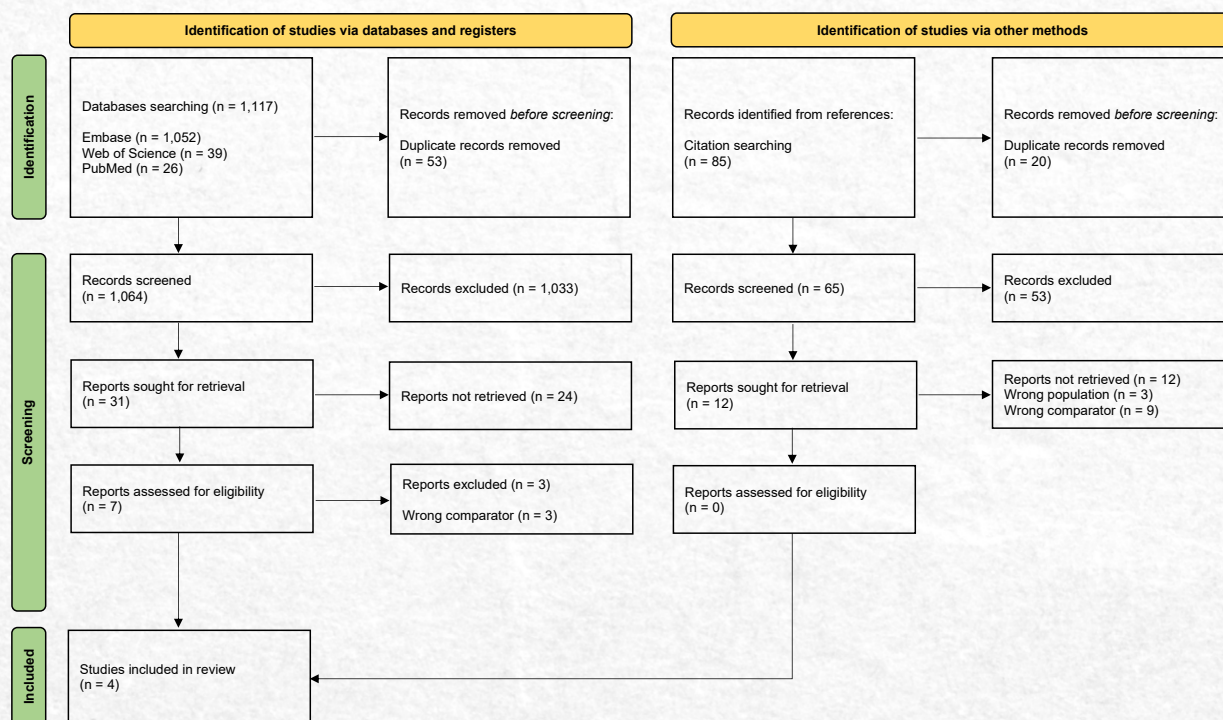 Identification of studies via databases and registers
Identification of studies via other methods
Identification
Databases searching (n = 1,117)
Embase (n = 1,052)
Web of Science (n = 39)
PubMed (n = 26)
Records removed before screening:
Duplicate records removed
(n = 53)
Records identified from references:
Citation searching
(n = 85)
Records removed before screening:
Duplicate records removed
(n = 20)
Screening
Records screened
(n = 1,064)
Records excluded (n = 1,033)
Records screened (n = 65)
Records excluded
(n = 53)
Reports sought for retrieval
(n = 31)
Reports not retrieved (n = 24)
Reports sought for retrieval
(n = 12)
Reports not retrieved (n = 12)
Wrong population (n = 3)
Wrong comparator (n = 9)
Reports assessed for eligibility
(n = 7)
Reports excluded (n = 3)
Wrong comparator (n = 3)
Reports assessed for eligibility
(n = 0)
Included
Studies included in review
(n = 4)